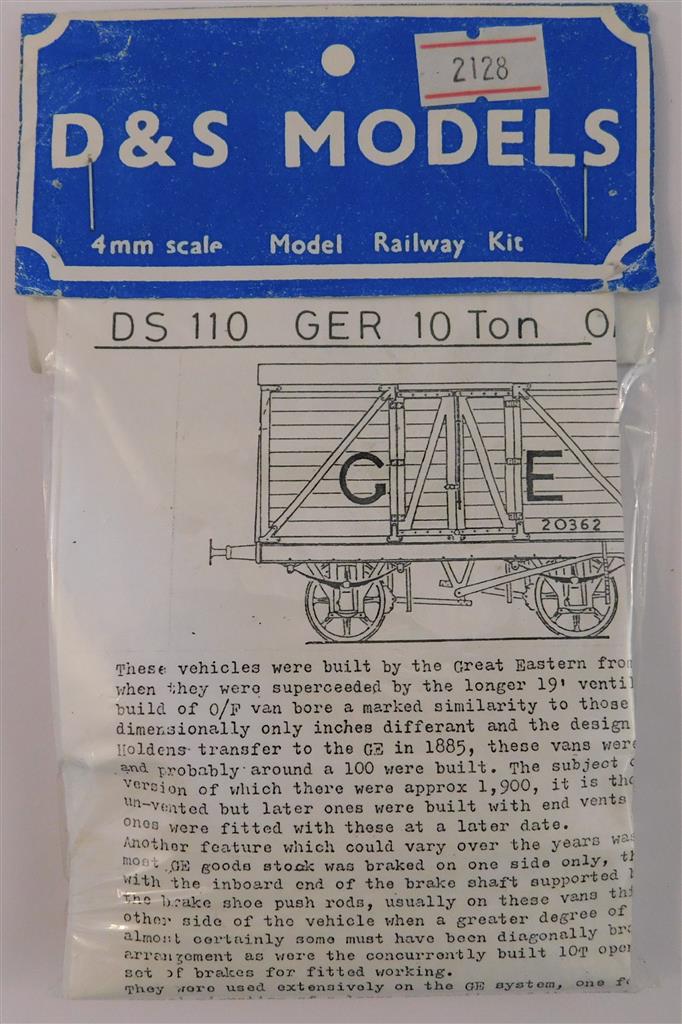 2128
D&S MODELS
4mm scale Model Railway Kit
DS 110 GER 10 Ton
G E
20362
These vehicles were built by the Great Eastern from
when they were superceeded by the longer 19'
build of O/F van bore a marked similarity to those
dimensionally only inches differant and the design
Holdens transfer to the GE in 1885, these vans were
and probably around a 100 were built. The subject
version of which there were approx 1,900, it is
un-vented but later ones were built with end vents
ones were fitted with these at a later date.
Another feature which could vary over the years was
most GE goods stock was braked on one side only,
with the inboard end of the brake shaft supported
the brake shoe push rods, usually on these vans
other side of the vehicle when a greater degree of
almost certainly some must have been diagonally
arrangement as were the concurrently built 10T
set of brakes for fitted working.
They were used extensively on the GE system, one